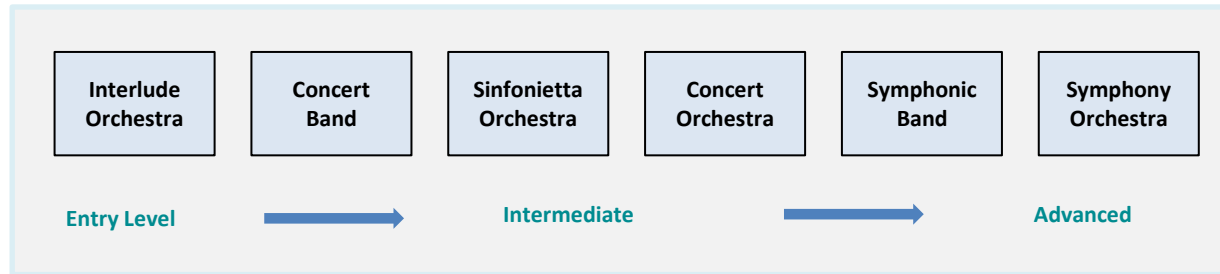 Interlude
Orchestra
Concert
Band
Sinfonietta
Orchestra
Concert
Orchestra
Symphonic
Band
Symphony
Orchestra
Entry Level
Intermediate
Advanced